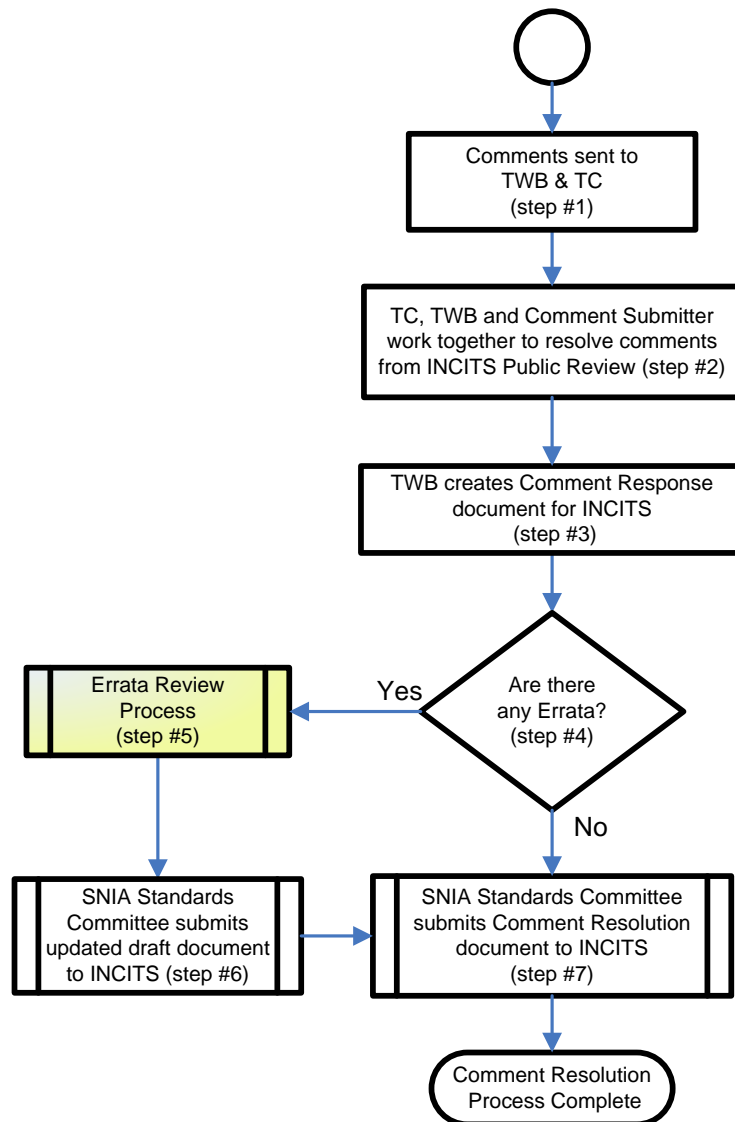 Comments sent to
TWB & TC
(step #1)
TC, TWB and Comment Submitter
work together to resolve comments
from INCITS Public Review (step #2)
TWB creates Comment Response
document for INCITS
(step #3)
Are there
any Errata?
(step #4)
Yes
Errata Review
Process
(step #5)
No
SNIA Standards
Committee submits
updated draft document
to INCITS (step #6)
SNIA Standards Committee
submits Comment Resolution
document to INCITS
(step #7)
Comment Resolution
Process Complete